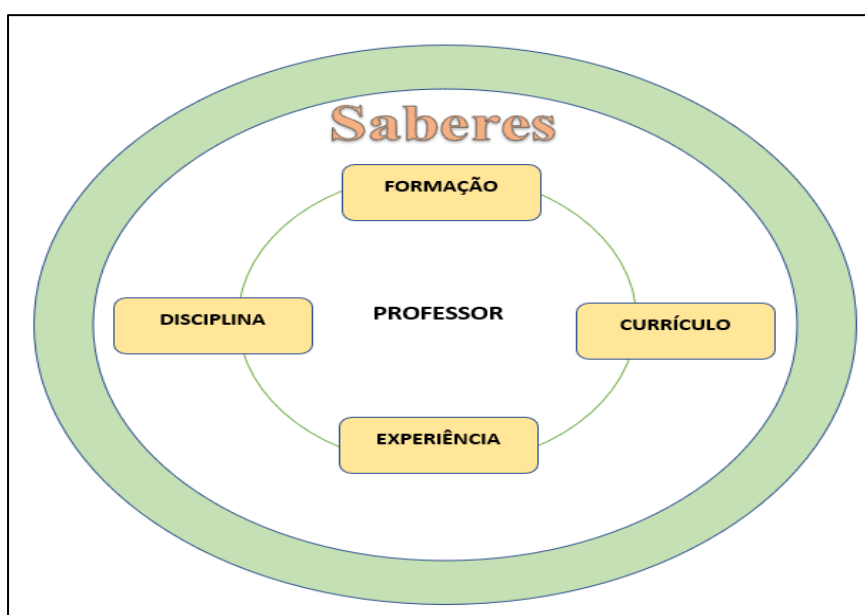 Saberes
FORMAÇÃO
DISCIPLINA
PROFESSOR
CURRÍCULO
EXPERIÊNCIA